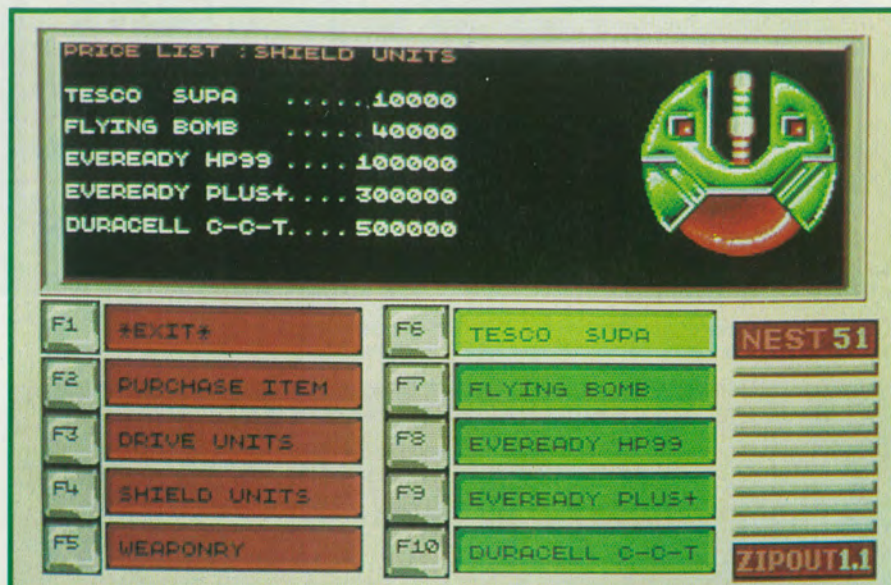 PRICE LIST :SHIELD UNITS
TESCO SUPA .....10000
FLYING BOMB .....40000
EVEREADY HP99 ....100000
EVEREADY PLUS+....300000
DURACELL C-C-T....500000
F1 *EXIT* F6 TESCO SUPA NEST 51
F2 PURCHASE ITEM F7 FLYING BOMB
F3 DRIVE UNITS F8 EVEREADY HP99
F4 SHIELD UNITS F9 EVEREADY PLUS+
F5 WEAPONRY F10 DURACELL C-C-T ZIPOUT1.1